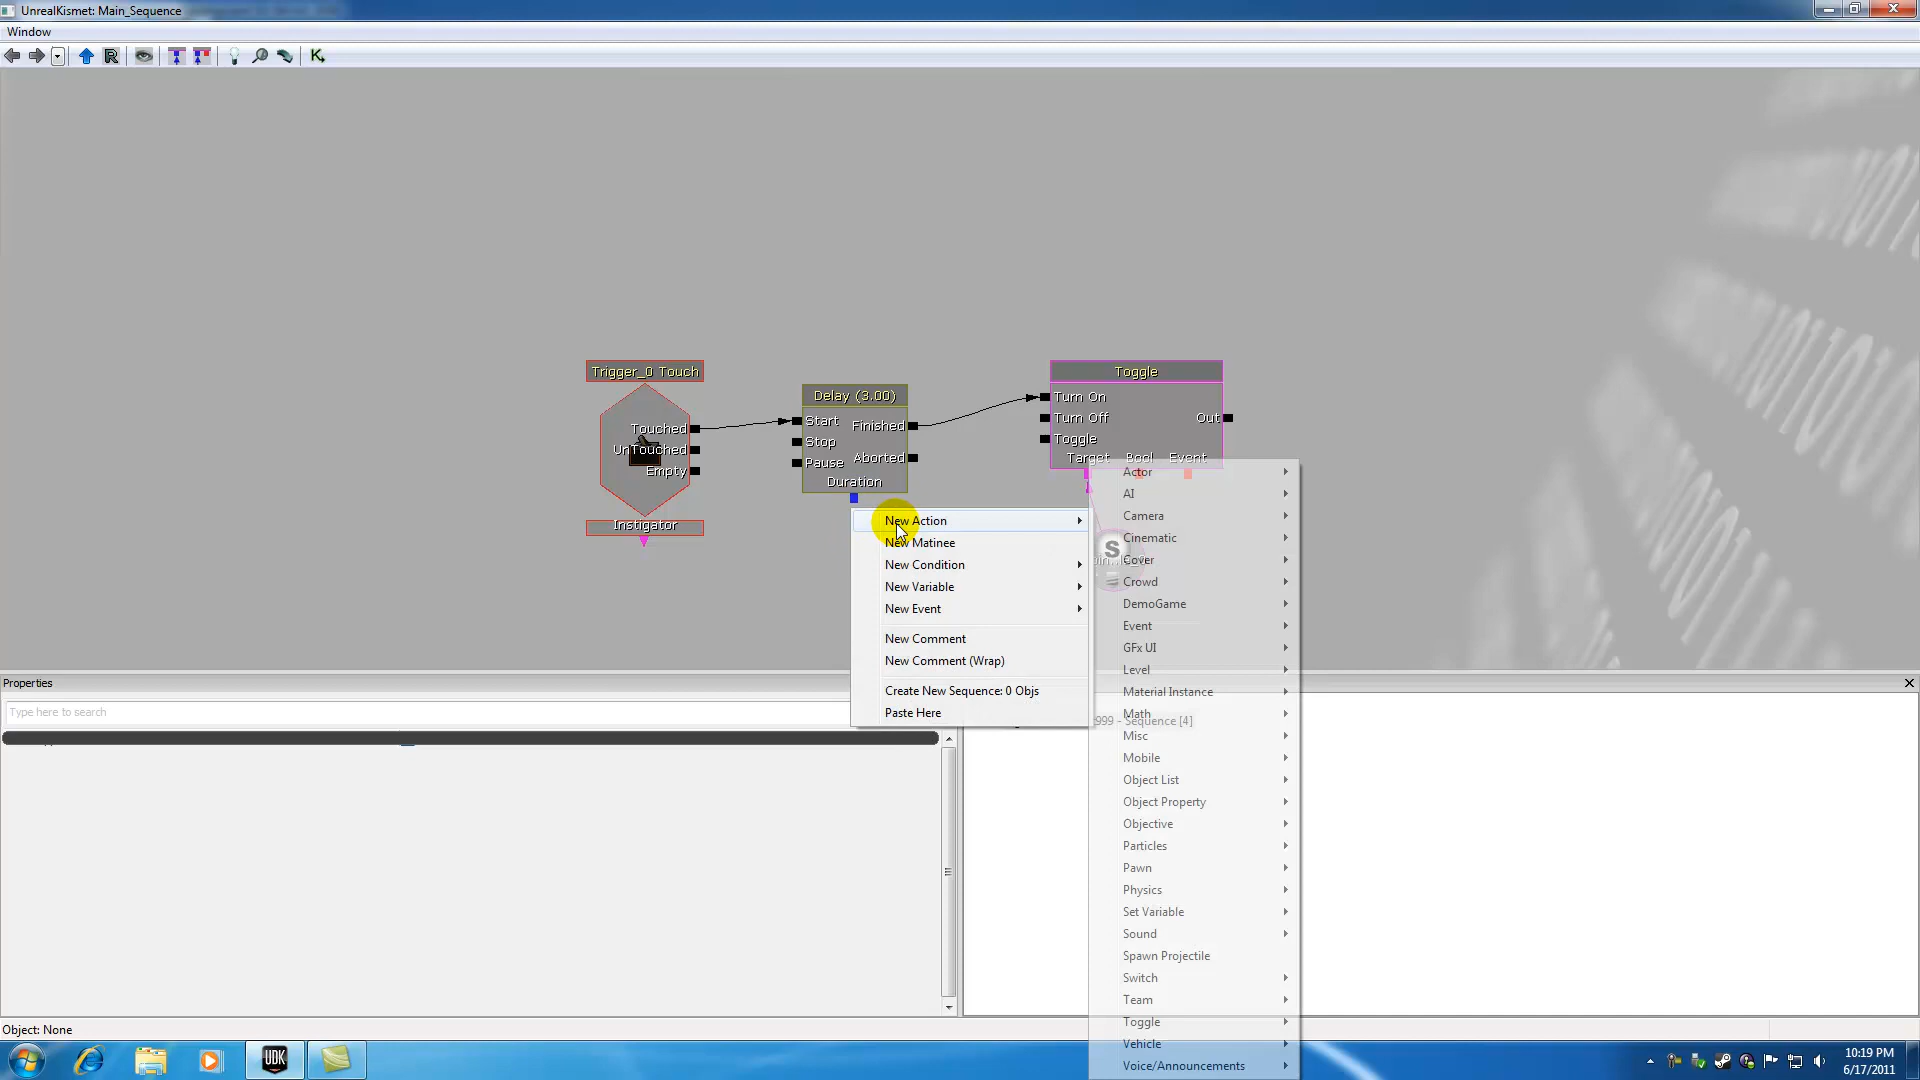 UnrealKismet: Main_Sequence
Window
Trigger_0 Touch
Touched
UnTouched
Empty
Instigator
Delay (3.00)
Start
Finished
Stop
Aborted
Pause
Duration
Toggle
Turn On
Turn Off
Out
Toggle
Target Bool Event
New Action
New Matinee
New Condition
New Variable
New Event
New Comment
New Comment (Wrap)
Create New Sequence: 0 Objs
Paste Here
Actor
AI
Camera
Cinematic
Cover
Crowd
DemoGame
Event
GFx UI
Level
Material Instance
Math
Misc
Mobile
Object List
Object Property
Objective
Particles
Pawn
Physics
Set Variable
Sound
Spawn Projectile
Switch
Team
Toggle
Vehicle
Voice/Announcements
S
999 - Sequence [4]
Properties
Type here to search
Object: None
UDK
10:19 PM
6/17/2011